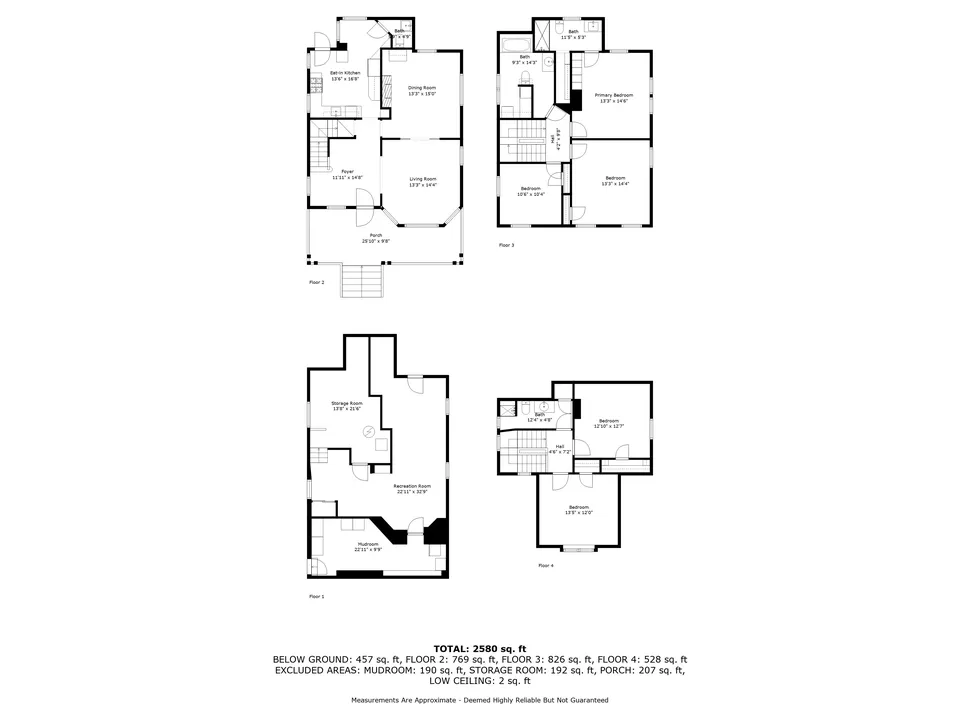 Bath
Eat-In Kitchen
13'6" x 16'8"
Dining Room
13'3" x 15'0"
Foyer
11'11" x 14'8"
Living Room
13'3" x 14'4"
Porch
25'10" x 9'8"
Floor 2
Bath
11'5" x 5'3"
Bath
9'3" x 14'3"
Primary Bedroom
13'3" x 14'6"
Hall
Bedroom
10'6" x 10'4"
Bedroom
13'3" x 14'4"
Floor 3
Storage Room
13'8" x 21'6"
Recreation Room
22'11" x 32'9"
Mudroom
22'11" x 9'9"
Floor 1
Bath
12'4" x 4'8"
Bedroom
12'10" x 12'7"
Hall
4'6" x 7'2"
Bedroom
13'5" x 12'0"
Floor 4
TOTAL: 2580 sq. ft
BELOW GROUND: 457 sq. ft, FLOOR 2: 769 sq. ft, FLOOR 3: 826 sq. ft, FLOOR 4: 528 sq. ft
EXCLUDED AREAS: MUDROOM: 190 sq. ft, STORAGE ROOM: 192 sq. ft, PORCH: 207 sq. ft,
LOW CEILING: 2 sq. ft
Measurements Are Approximate - Deemed Highly Reliable But Not Guaranteed